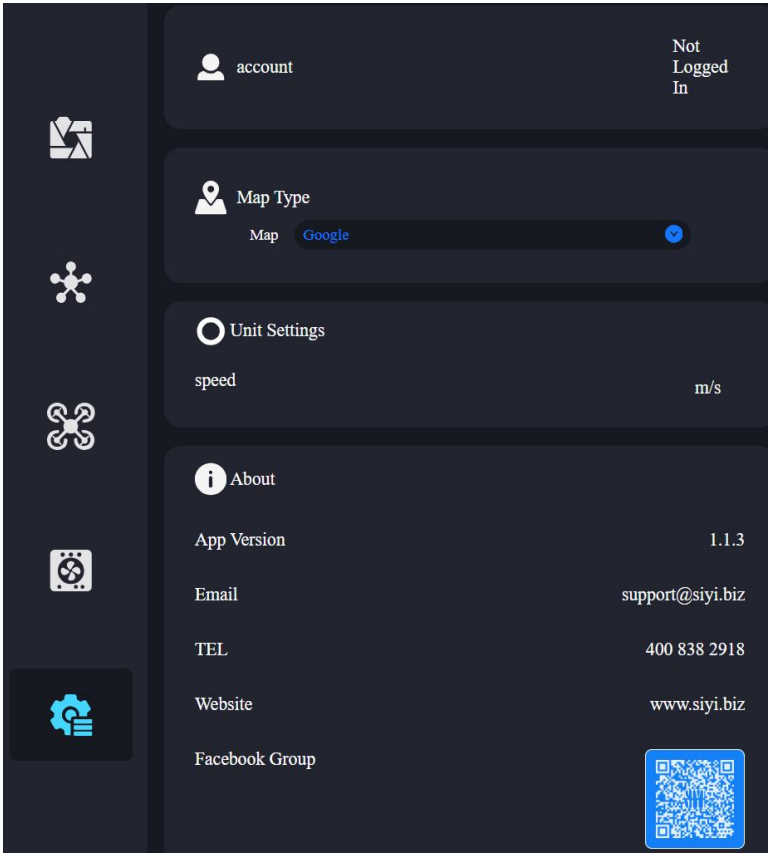 account
Not
Logged
In
Map Type
Map Google
Unit Settings
speed m/s
About
App Version 1.1.3
Email support@siyi.biz
TEL 400 838 2918
Website www.siyi.biz
Facebook Group